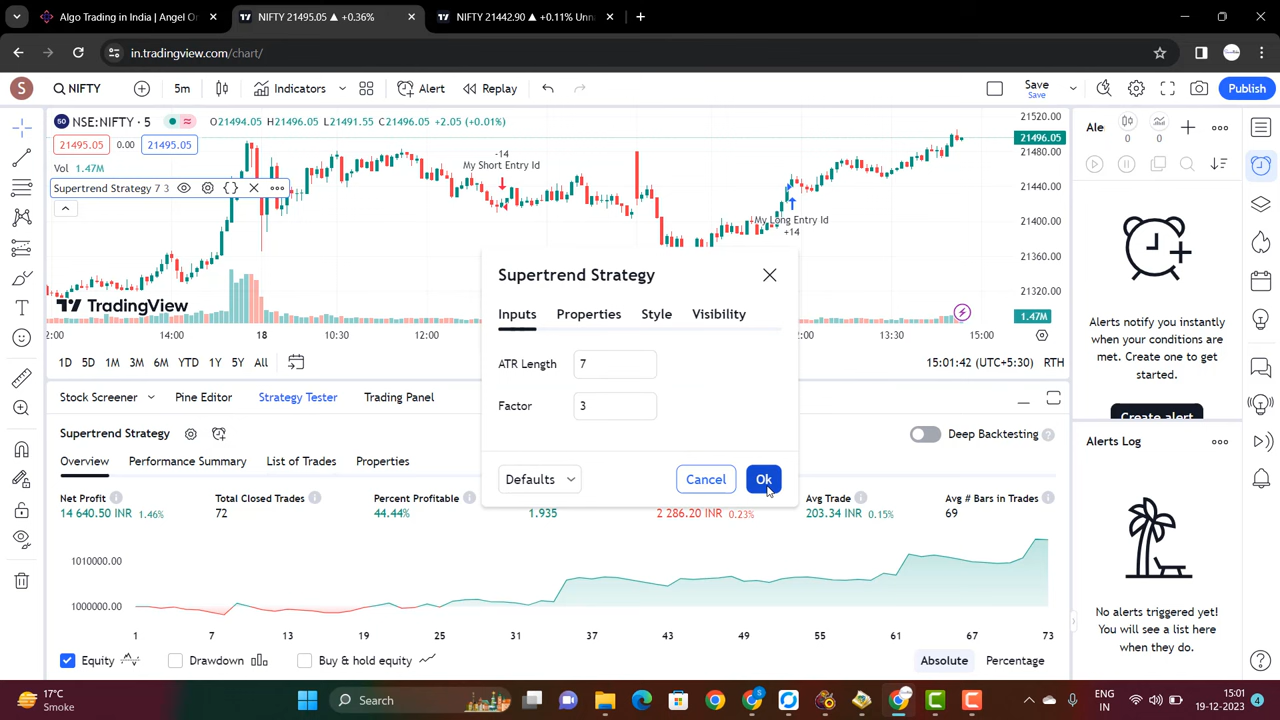 Algo Trading in India | Angel O
NIFTY 21495.05 ▲ +0.36%
NIFTY 21442.90 ▲ +0.11% Unn
in.tradingview.com/chart/
S
NIFTY
5m
Indicators
Alert
Replay
Save
Save
Publish
50 NSE:NIFTY · 5 O21494.05 H21496.05 L21491.55 C21496.05 +2.05 (+0.01%)
21495.05 0.00 21495.05
Vol 1.47M
Supertrend Strategy 7 3
-14
My Short Entry Id
My Long Entry Id
+14
TradingView
21520.00
21496.05
21480.00
21440.00
21400.00
21360.00
21320.00
1.47M
2:00 14:00 18 10:30 12:00 2:00 13:30 15:00
1D 5D 1M 3M 6M YTD 1Y 5Y All
15:01:42 (UTC+5:30) RTH
Supertrend Strategy
Inputs Properties Style Visibility
ATR Length 7
Factor 3
Defaults
Cancel
Ok
Stock Screener Pine Editor Strategy Tester Trading Panel
Supertrend Strategy
Deep Backtesting
Overview Performance Summary List of Trades Properties
Net Profit Total Closed Trades Percent Profitable Avg Trade Avg # Bars in Trades
14 640.50 INR 1.46% 72 44.44% 1.935 2 286.20 INR 0.23% 203.34 INR 0.15% 69
1010000.00
1000000.00
1 7 13 19 25 31 37 43 49 55 61 67 73
Equity
Drawdown
Buy & hold equity
Absolute
Percentage
Ale
0 0
Alerts notify you instantly
when your conditions are
met. Create one to get
started.
Create alert
Alerts Log
No alerts triggered yet!
You will see a list here
when they do.
17°C
Smoke
Search
ENG
IN
15:01
19-12-2023
4